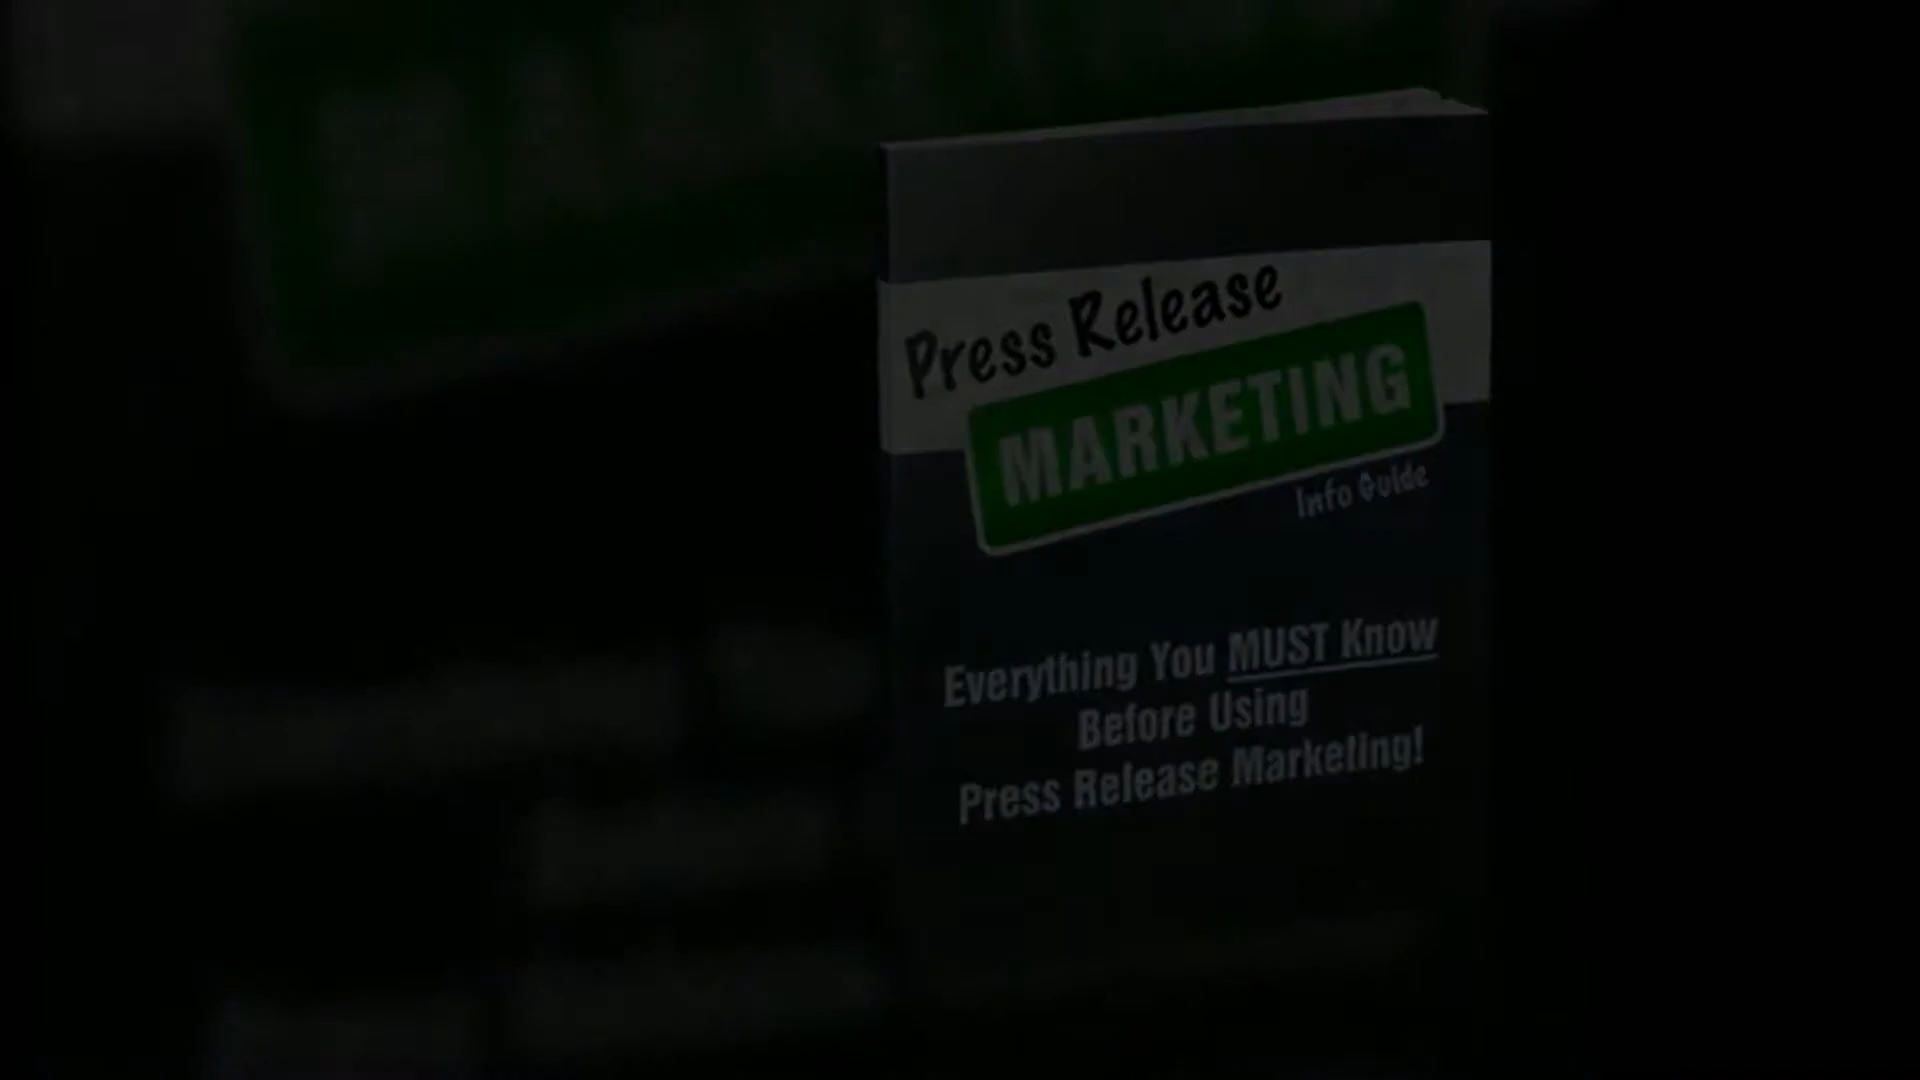 Press Release
MARKETING
Info Guide
Everything You MUST Know
Before Using
Press Release Marketing!